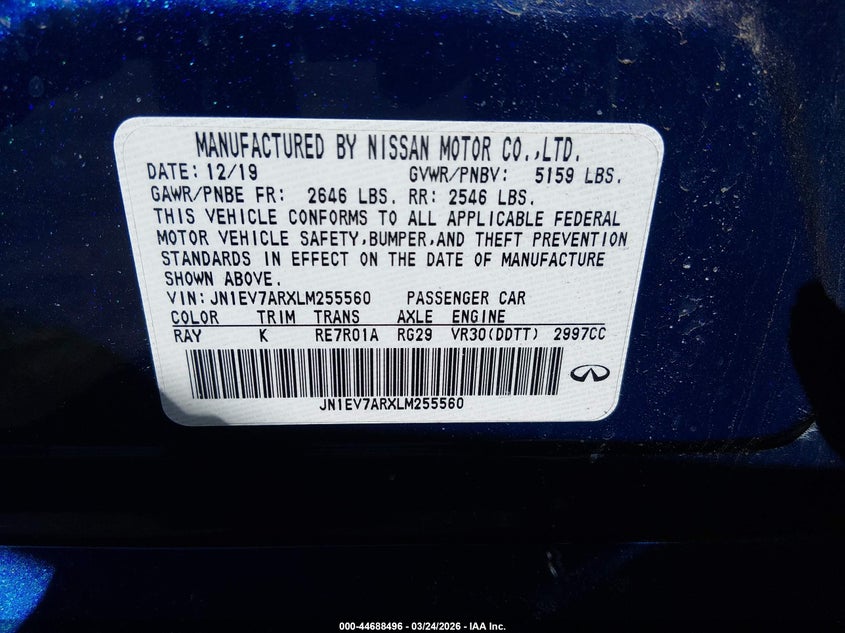 MANUFACTURED BY NISSAN MOTOR CO.,LTD.
DATE: 12/19 GVWR/PNBV: 5159 LBS.
GAWR/PNBE FR: 2646 LBS. RR: 2546 LBS.
THIS VEHICLE CONFORMS TO ALL APPLICABLE FEDERAL
MOTOR VEHICLE SAFETY,BUMPER,AND THEFT PREVENTION
STANDARDS IN EFFECT ON THE DATE OF MANUFACTURE
SHOWN ABOVE.
VIN:JN1EV7ARXLM255560 PASSENGER CAR
COLOR TRIM TRANS AXLE ENGINE
RAY K RE7R01A RG29 VR30(DDTT) 2997CC
JN1EV7ARXLM255560
000-44688496 - 03/24/2026 - IAA Inc.